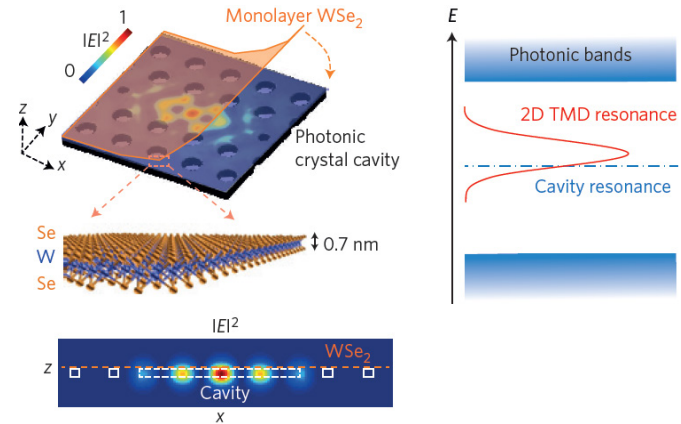 Monolayer WSe₂
|E|²
1
0
z
y
x
Photonic
crystal cavity
Se
W
Se
0.7 nm
|E|²
WSe₂
z
Cavity
x
E
Photonic bands
2D TMD resonance
Cavity resonance